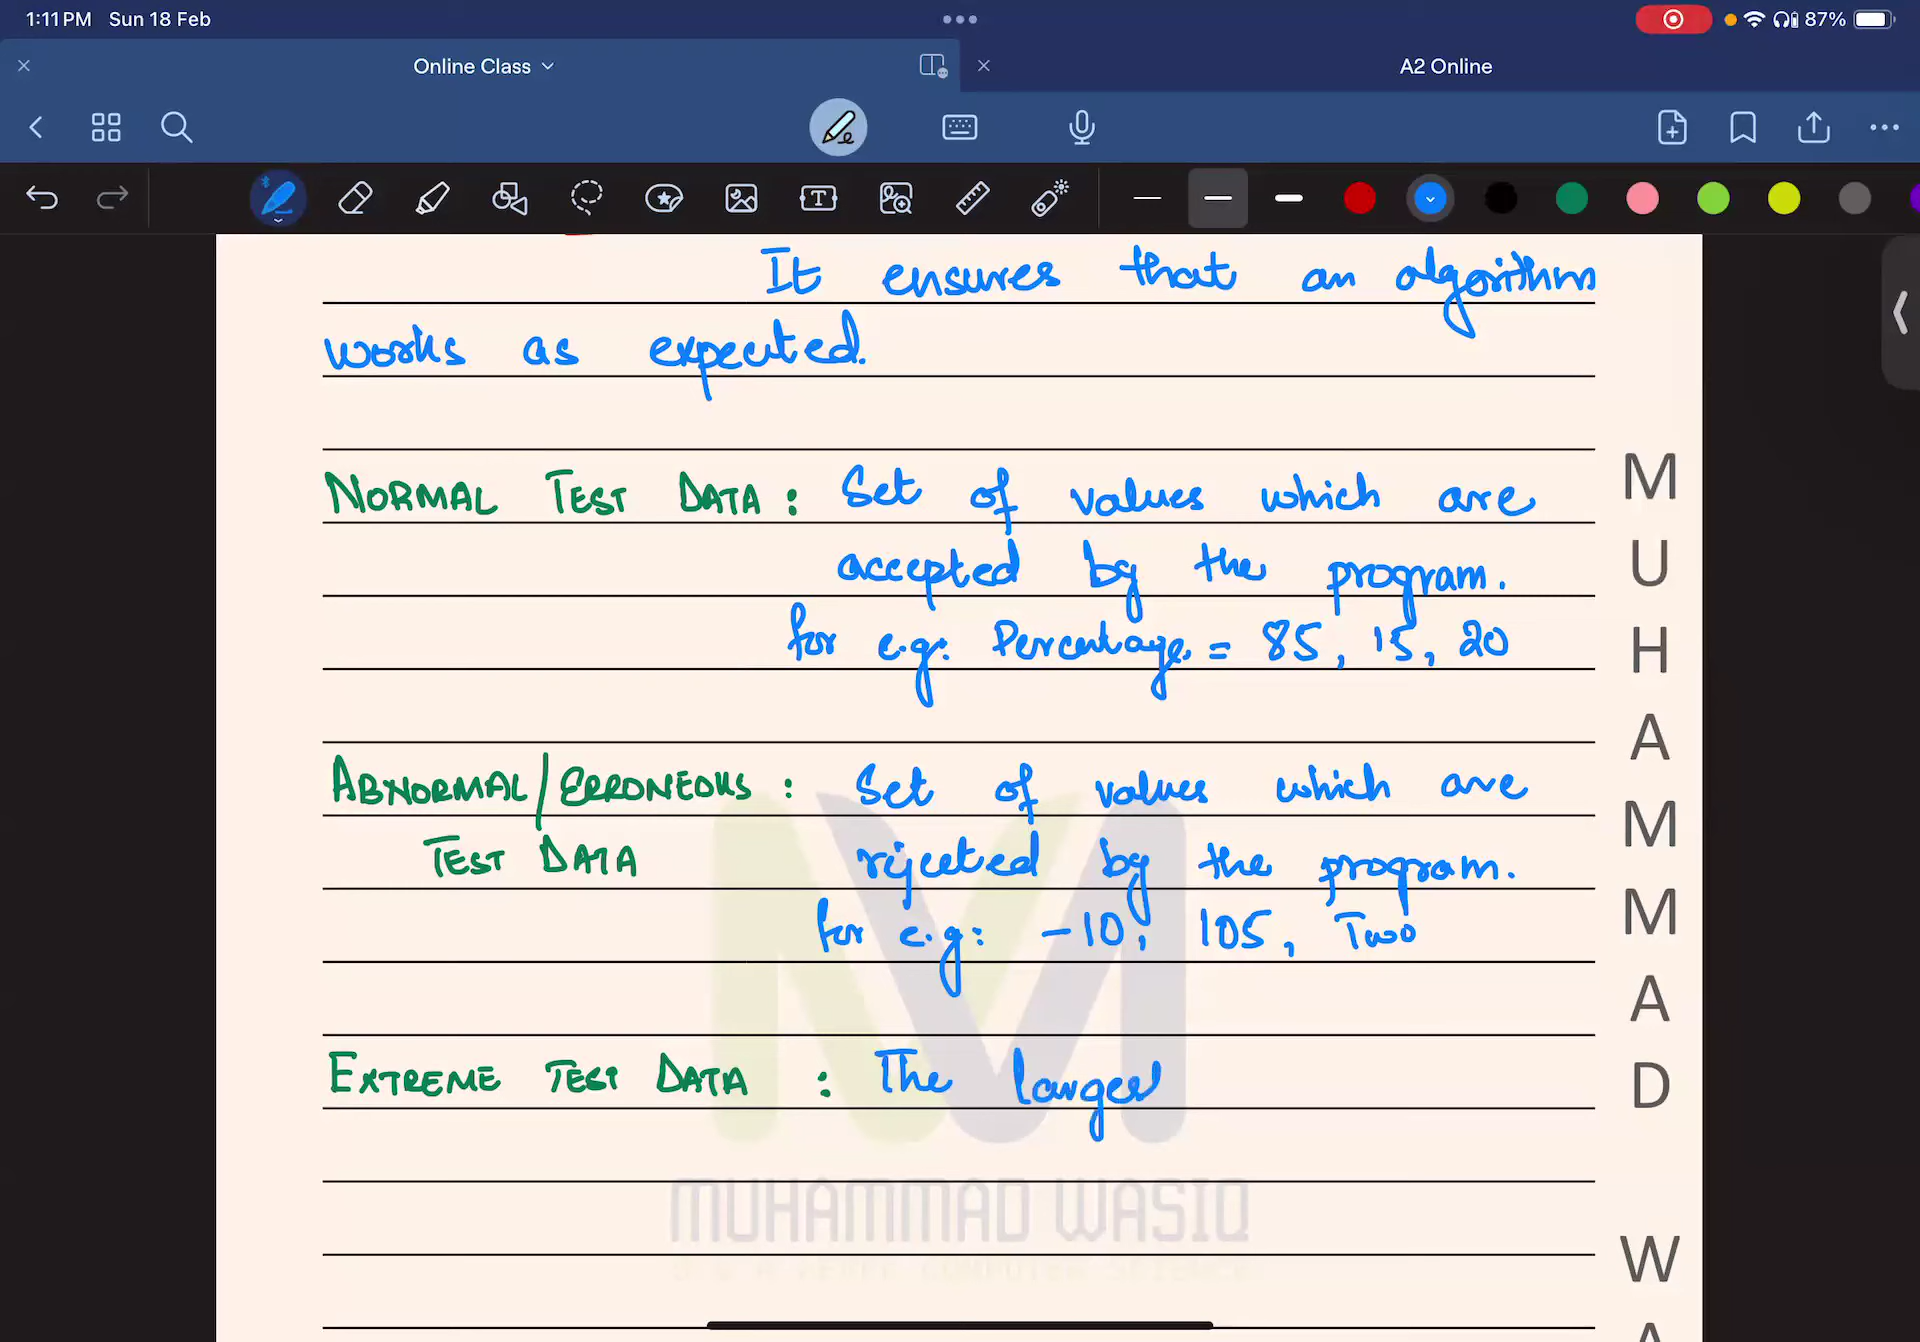 1:11 PM Sun 18 Feb
87%
Online Class
A2 Online
It ensures that an algorithm
works as expected.
NORMAL TEST DATA : Set of values which are
accepted by the program.
for e.g: Percentage = 85, 15, 20
ABNORMAL/ERRONEOUS : Set of values which are
TEST DATA rejected by the program.
for e.g: -10, 105, Two
EXTREME TEST DATA : The largest
MUHAMMAD WASIQ
MUHAMMAD WA